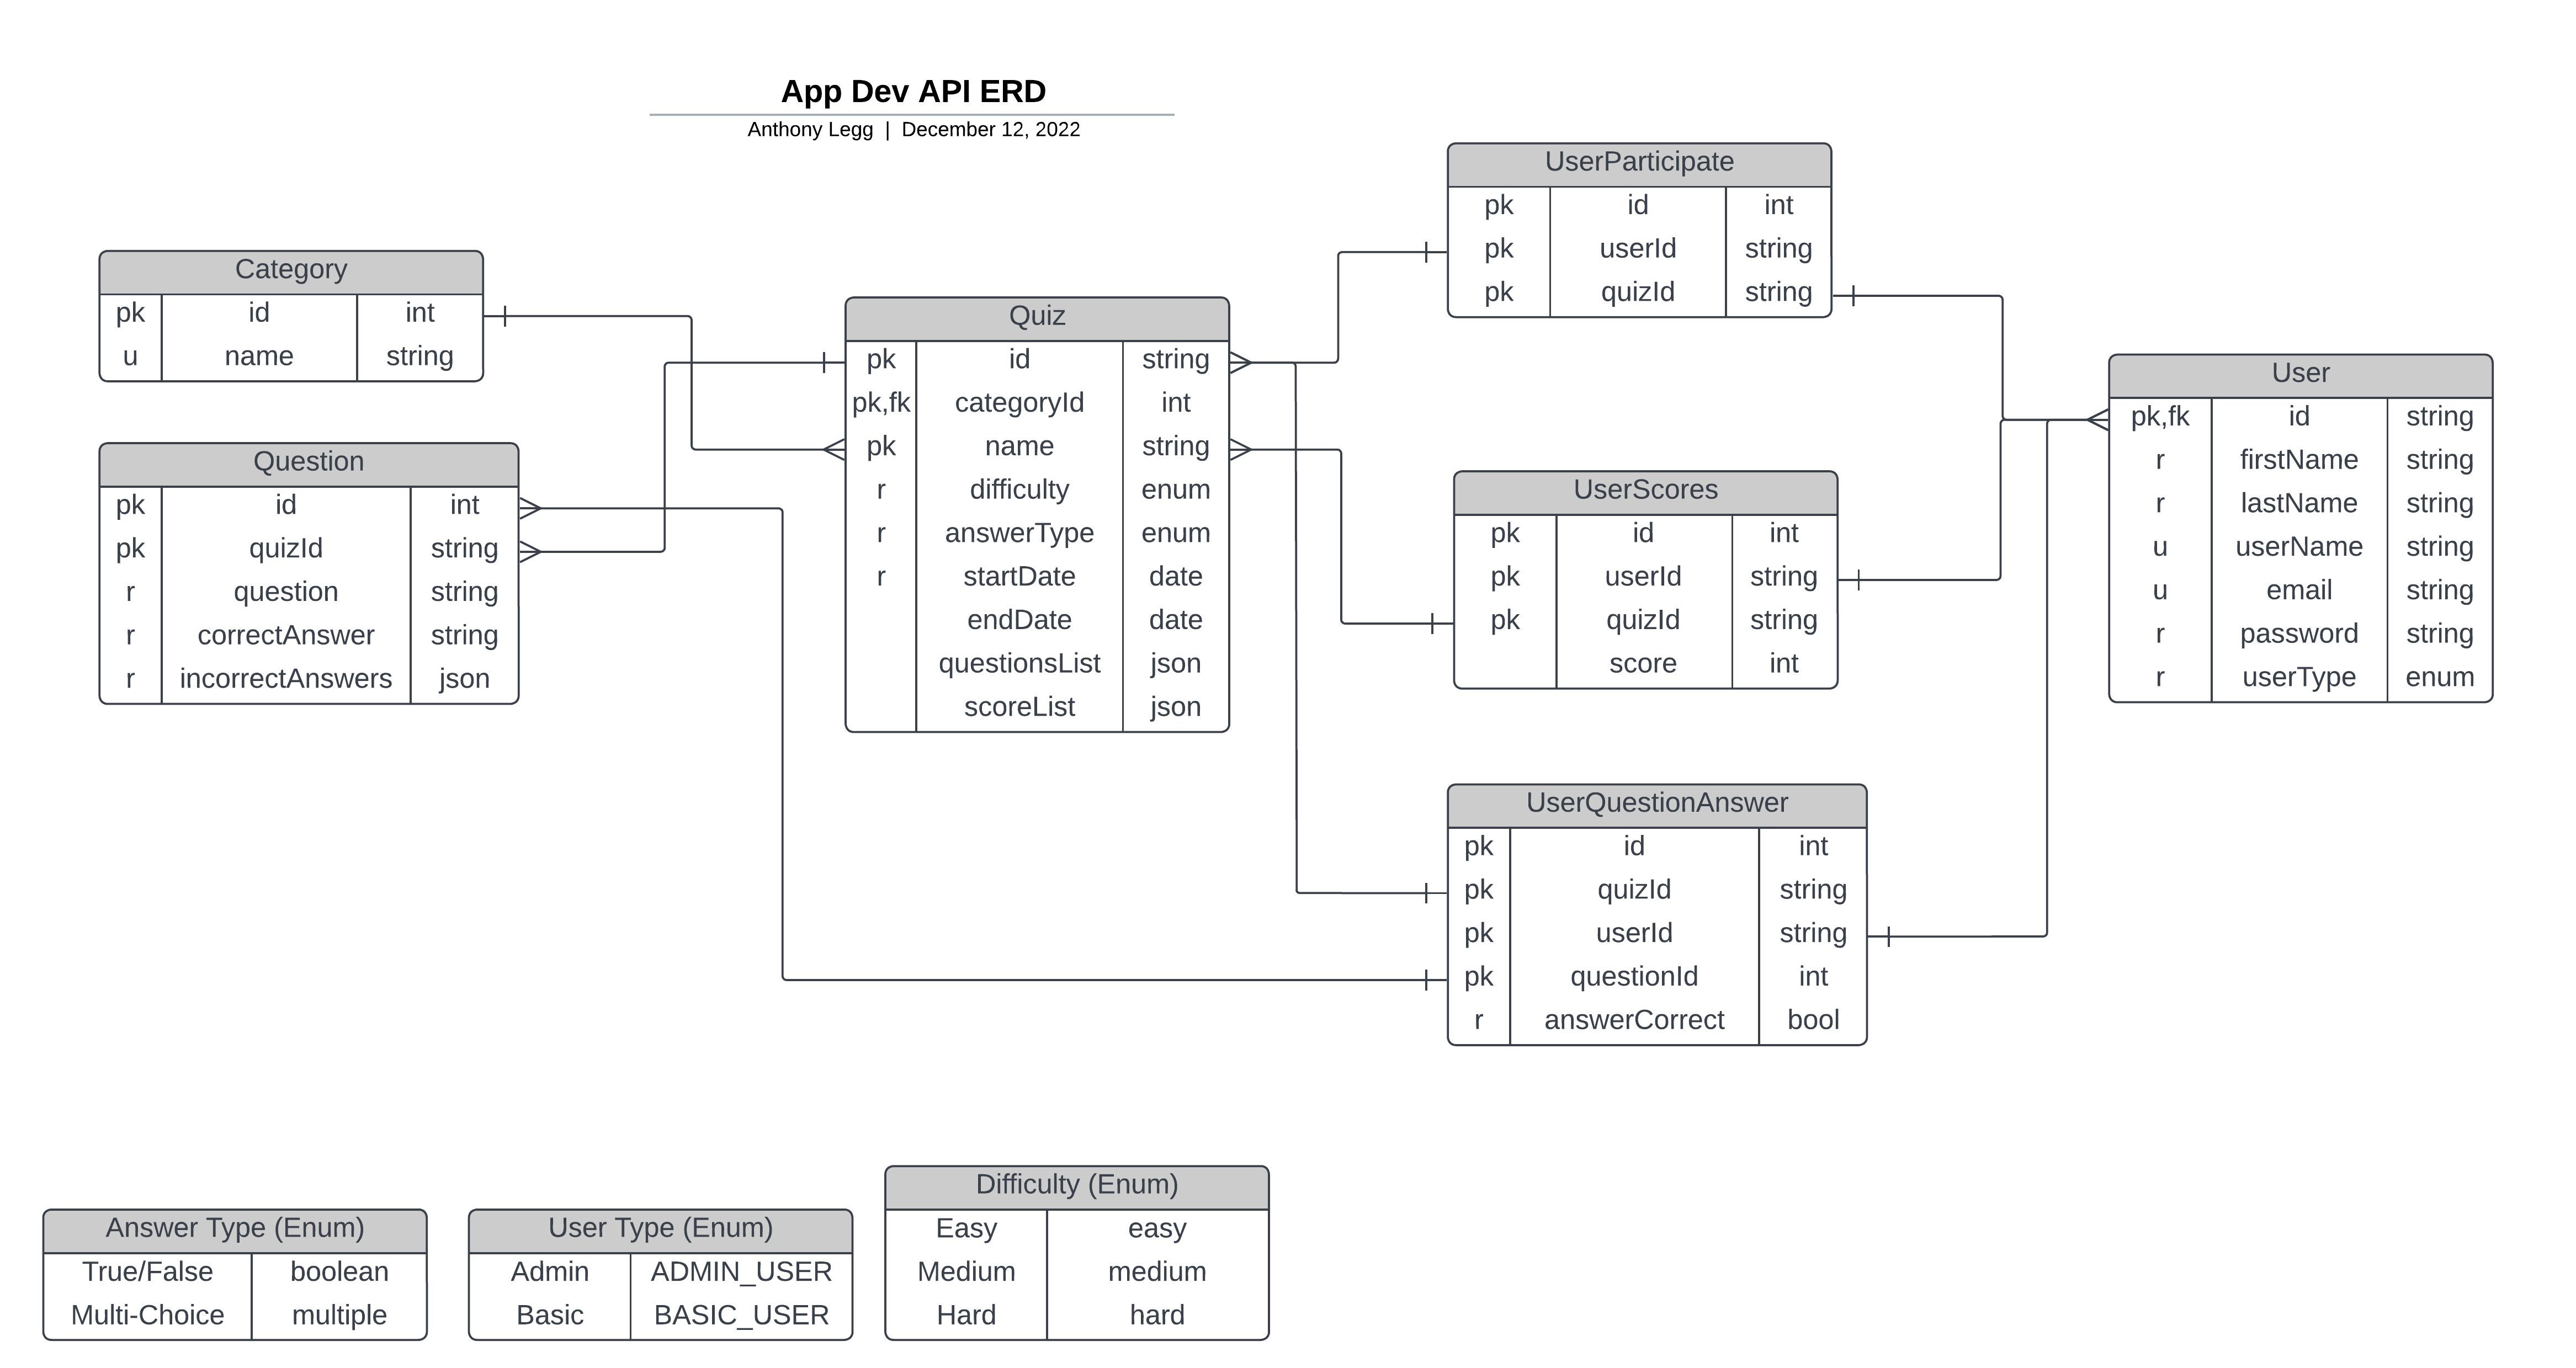 App Dev API ERD
Anthony Legg | December 12, 2022
UserParticipate
pk id int
pk userId string
pk quizId string
Category
pk id int
u name string
Quiz
pk id string
pk,fk categoryId int
pk name string
r difficulty enum
r answerType enum
r startDate date
endDate date
questionsList json
scoreList json
User
pk,fk id string
r firstName string
r lastName string
u userName string
u email string
r password string
r userType enum
Question
pk id int
pk quizId string
r question string
r correctAnswer string
r incorrectAnswers json
UserScores
pk id int
pk userId string
pk quizId string
score int
UserQuestionAnswer
pk id int
pk quizId string
pk userId string
pk questionId int
r answerCorrect bool
Answer Type (Enum)
True/False boolean
Multi-Choice multiple
User Type (Enum)
Admin ADMIN_USER
Basic BASIC_USER
Difficulty (Enum)
Easy easy
Medium medium
Hard hard